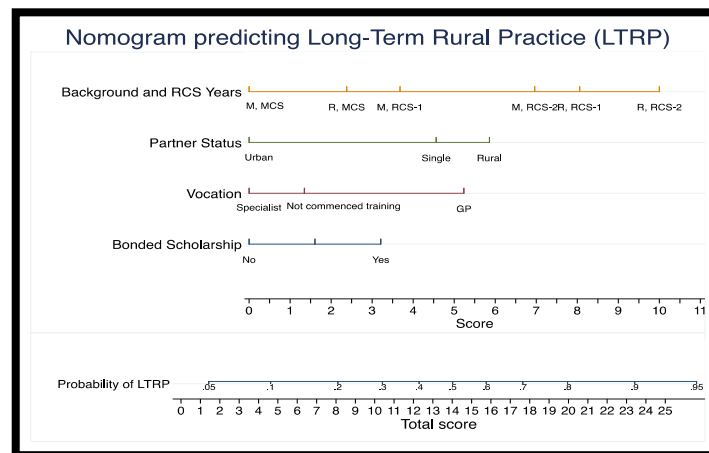 Nomogram predicting Long-Term Rural Practice (LTRP)
Background and RCS Years
M, MCS R, MCS M, RCS-1 M, RCS-2 R, RCS-1 R, RCS-2
Partner Status
Urban Single Rural
Vocation
Specialist Not commenced training GP
Bonded Scholarship
No Yes
0 1 2 3 4 5 6 7 8 9 10 11
Score
Probability of LTRP .05 .1 .2 .3 .4 .5 .6 .7 .8 .9 .95
0 1 2 3 4 5 6 7 8 9 10 11 12 13 14 15 16 17 18 19 20 21 22 23 24 25
Total score